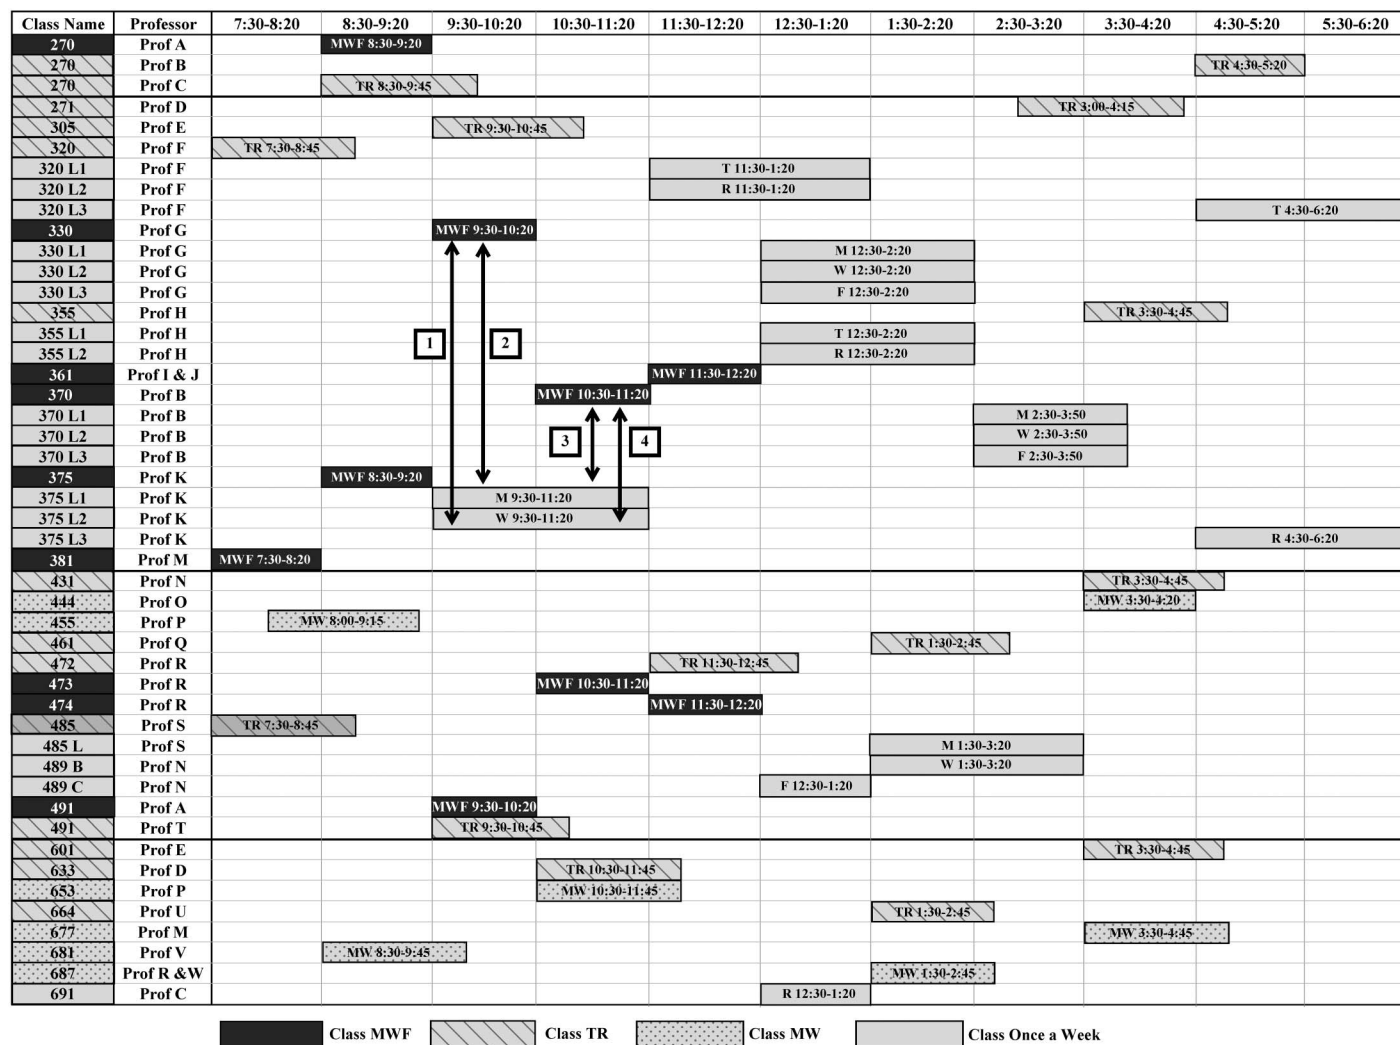 Class Name Professor 7:30-8:20 8:30-9:20 9:30-10:20 10:30-11:20 11:30-12:20 12:30-1:20 1:30-2:20 2:30-3:20 3:30-4:20 4:30-5:20 5:30-6:20
270 Prof A MWF 8:30-9:20
270 Prof B TR 4:30-5:20
270 Prof C TR 8:30-9:45
271 Prof D TR 3:00-4:15
305 Prof E TR 9:30-10:45
320 Prof F TR 7:30-8:45
320 L1 Prof F T 11:30-1:20
320 L2 Prof F R 11:30-1:20
320 L3 Prof F T 4:30-6:20
330 Prof G MWF 9:30-10:20
330 L1 Prof G M 12:30-2:20
330 L2 Prof G W 12:30-2:20
330 L3 Prof G F 12:30-2:20
355 Prof H TR 3:30-4:45
355 L1 Prof H T 12:30-2:20
1 2
355 L2 Prof H R 12:30-2:20
361 Prof I & J MWF 11:30-12:20
370 Prof B MWF 10:30-11:20
370 L1 Prof B M 2:30-3:50
370 L2 Prof B 3 4 W 2:30-3:50
370 L3 Prof B F 2:30-3:50
375 Prof K MWF 8:30-9:20
375 L1 Prof K M 9:30-11:20
375 L2 Prof K W 9:30-11:20
375 L3 Prof K R 4:30-6:20
381 Prof M MWF 7:30-8:20
431 Prof N TR 3:30-4:45
444 Prof O MW 3:30-4:20
455 Prof P MW 8:00-9:15
461 Prof Q TR 1:30-2:45
472 Prof R TR 11:30-12:45
473 Prof R MWF 10:30-11:20
474 Prof R MWF 11:30-12:20
485 Prof S TR 7:30-8:45
485 L Prof S M 1:30-3:20
489 B Prof N W 1:30-3:20
489 C Prof N F 12:30-1:20
491 Prof A MWF 9:30-10:20
491 Prof T TR 9:30-10:45
601 Prof E TR 3:30-4:45
633 Prof D TR 10:30-11:45
653 Prof P MW 10:30-11:45
664 Prof U TR 1:30-2:45
677 Prof M MW 3:30-4:45
681 Prof V MW 8:30-9:45
687 Prof R &W MW 1:30-2:45
691 Prof C R 12:30-1:20
Class MWF Class TR Class MW Class Once a Week